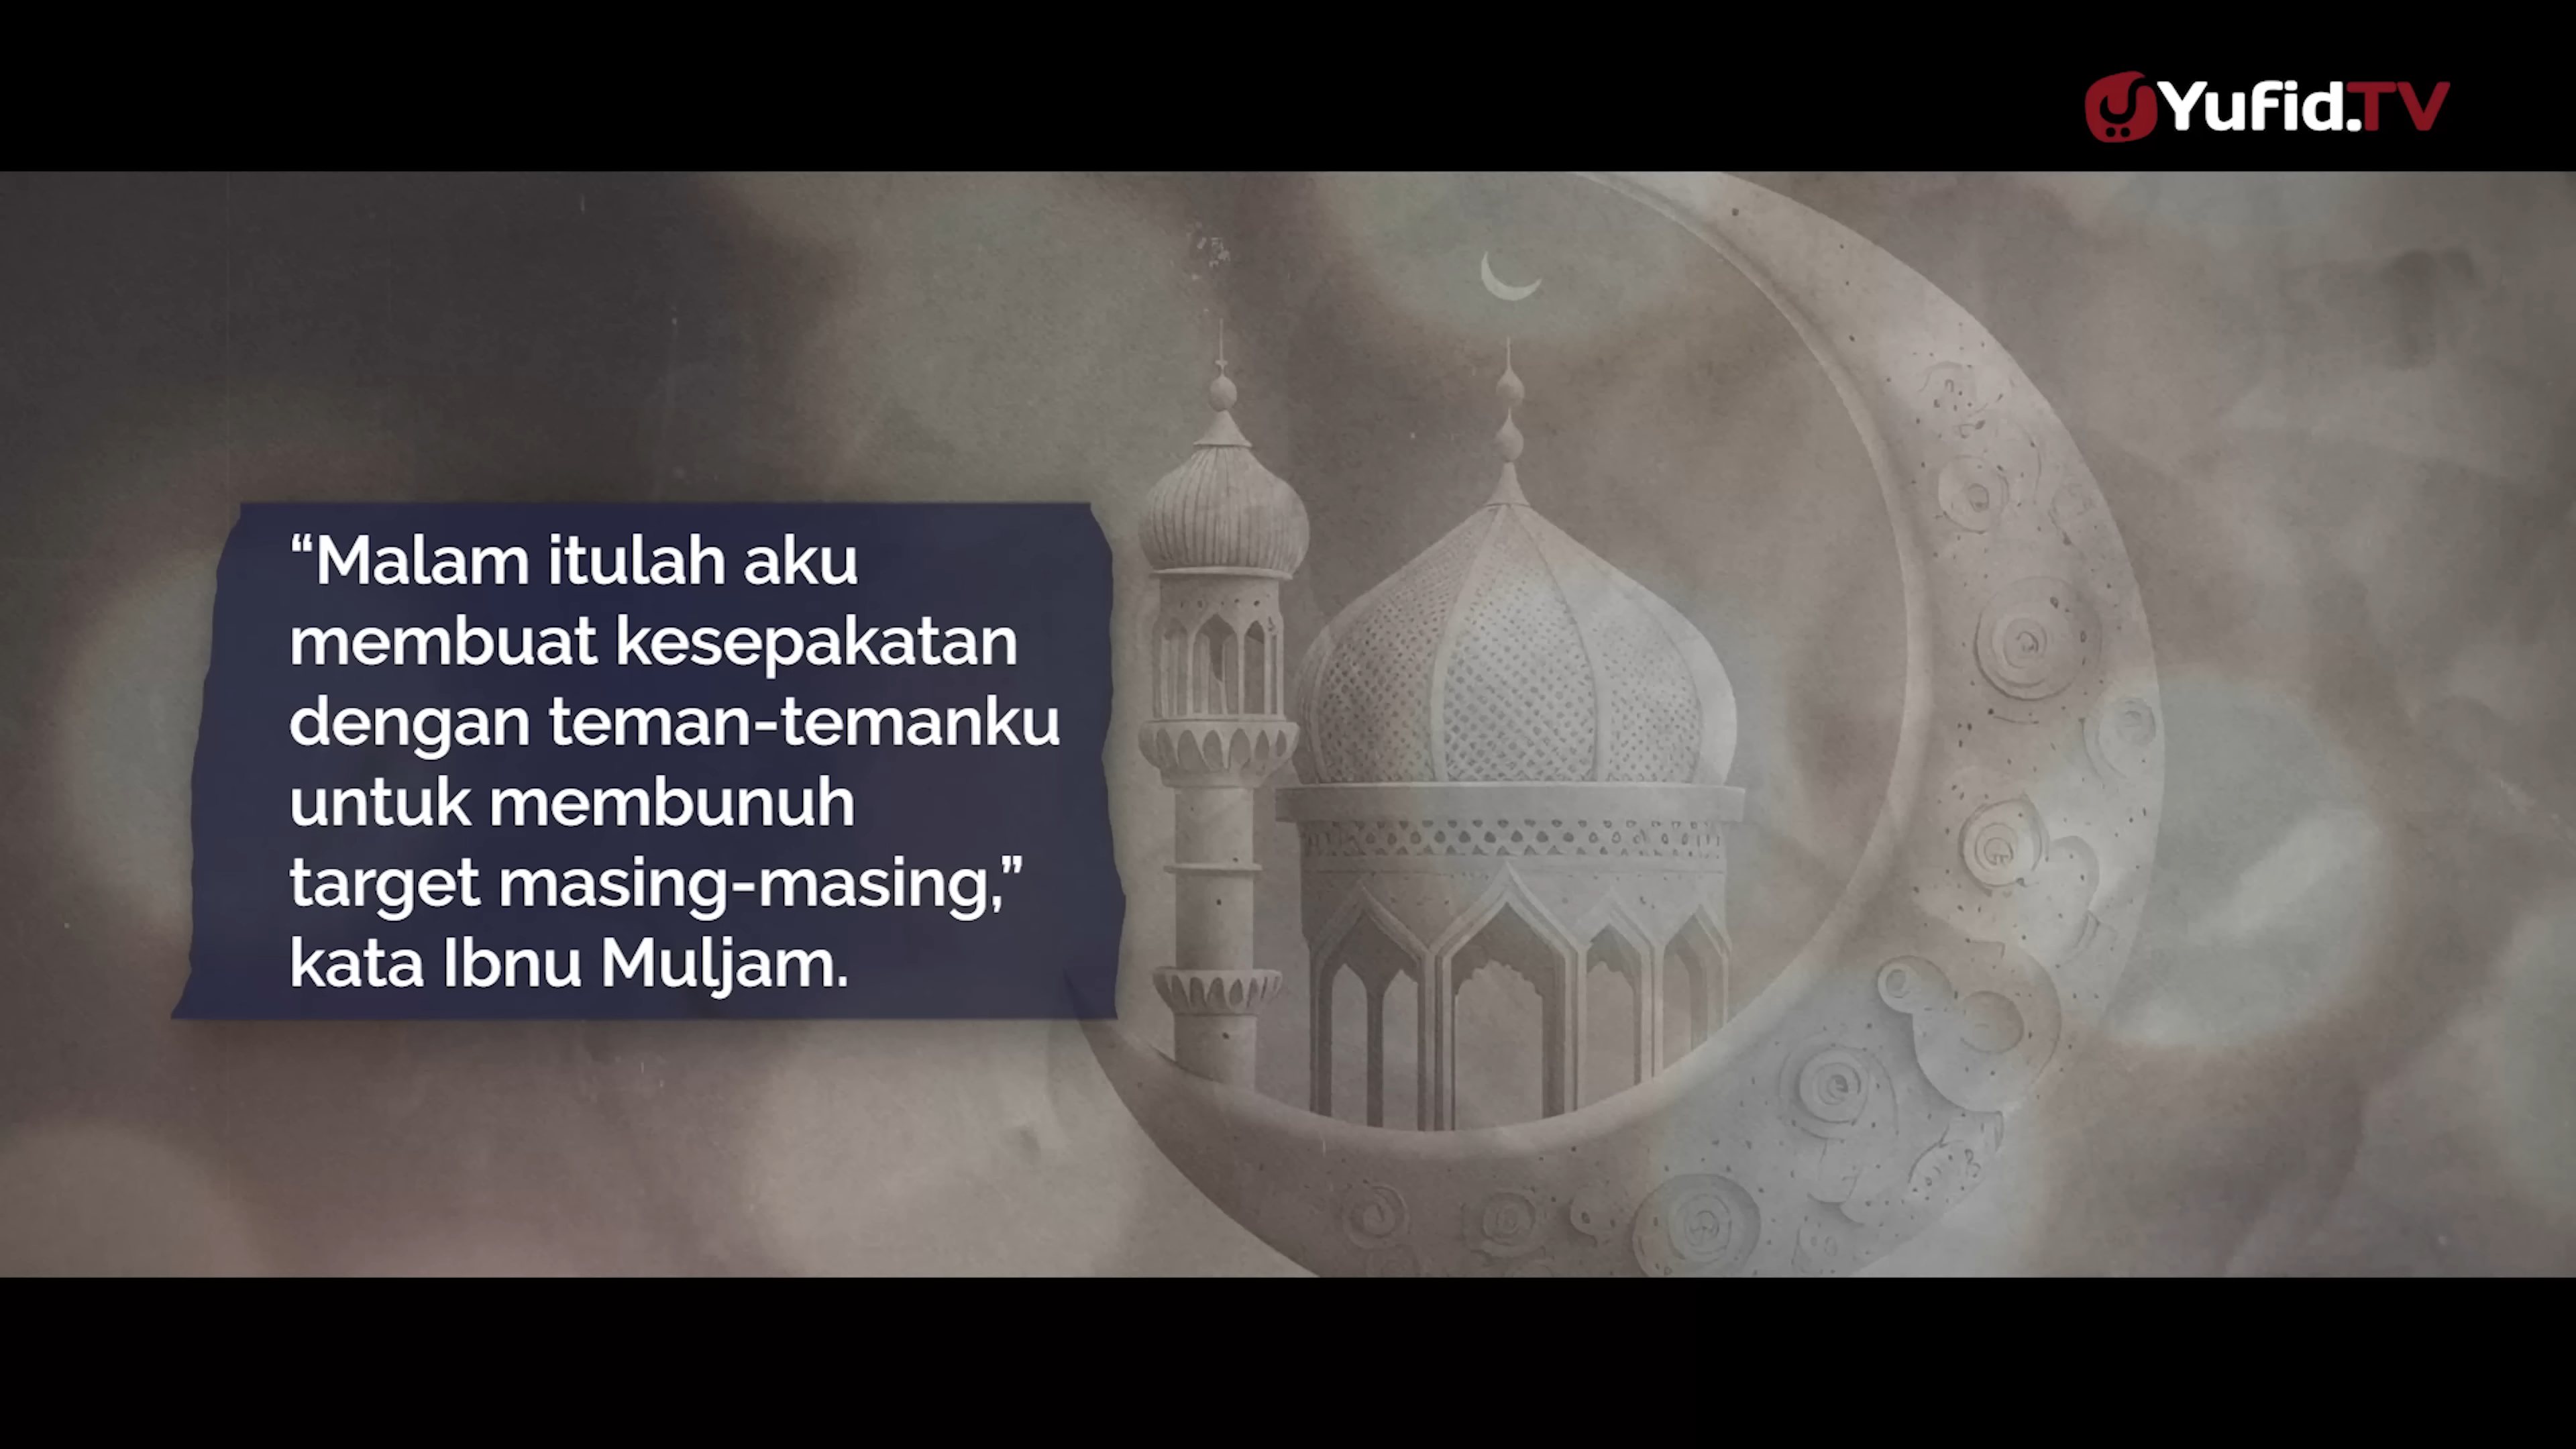 Yufid.TV
“Malam itulah aku
membuat kesepakatan
dengan teman-temanku
untuk membunuh
target masing-masing,”
kata Ibnu Muljam.